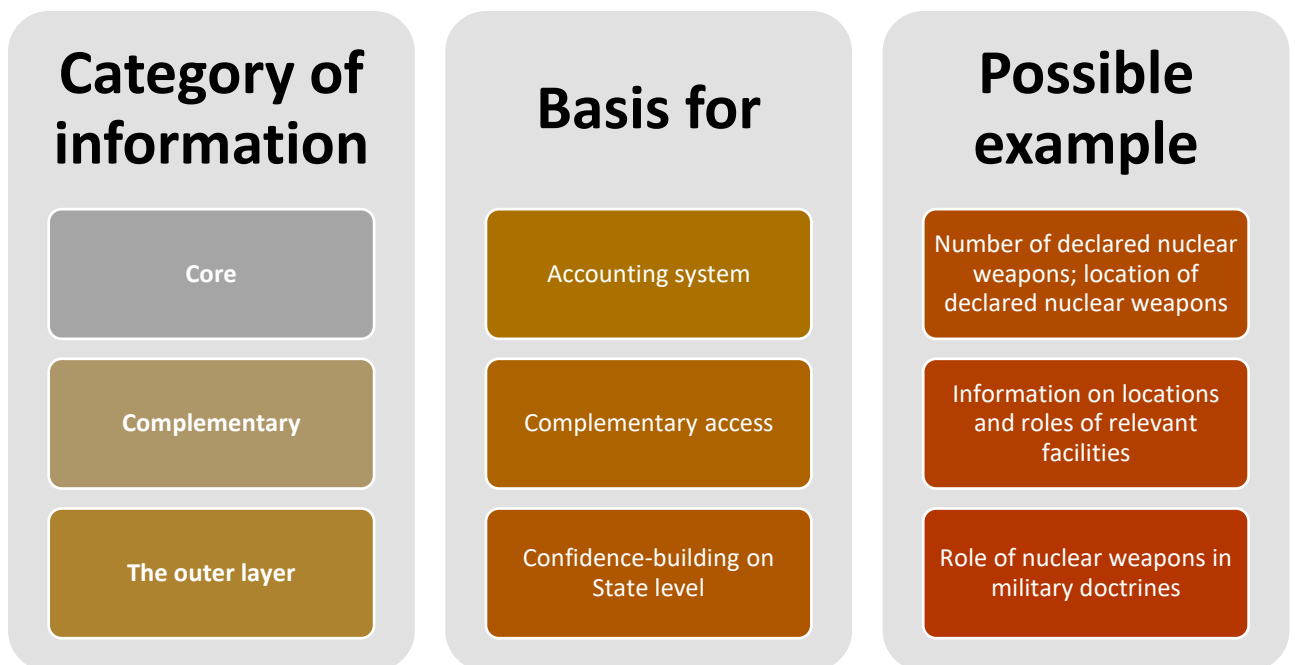 Category of
information
Basis for
Possible
example
Core
Accounting system
Number of declared nuclear
weapons; location of
declared nuclear weapons
Complementary
Complementary access
Information on locations
and roles of relevant
facilities
The outer layer
Confidence-building on
State level
Role of nuclear weapons in
military doctrines